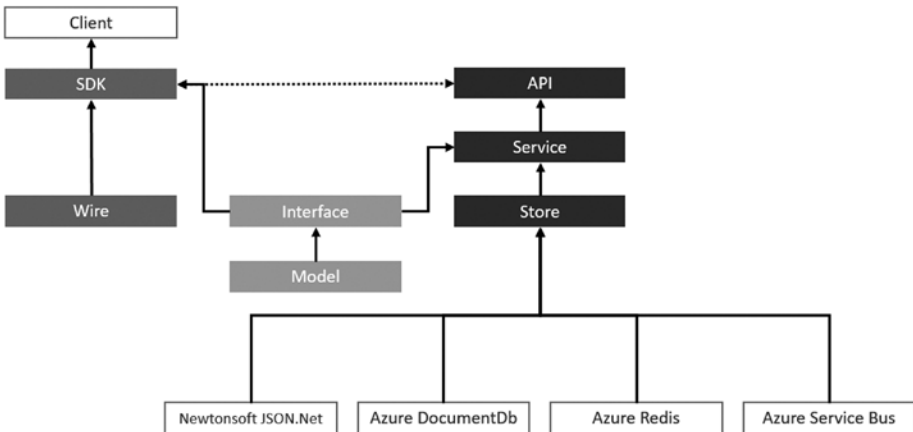 Client
SDK
API
Service
Wire
Interface
Store
Model
Newtonsoft JSON.Net
Azure DocumentDb
Azure Redis
Azure Service Bus